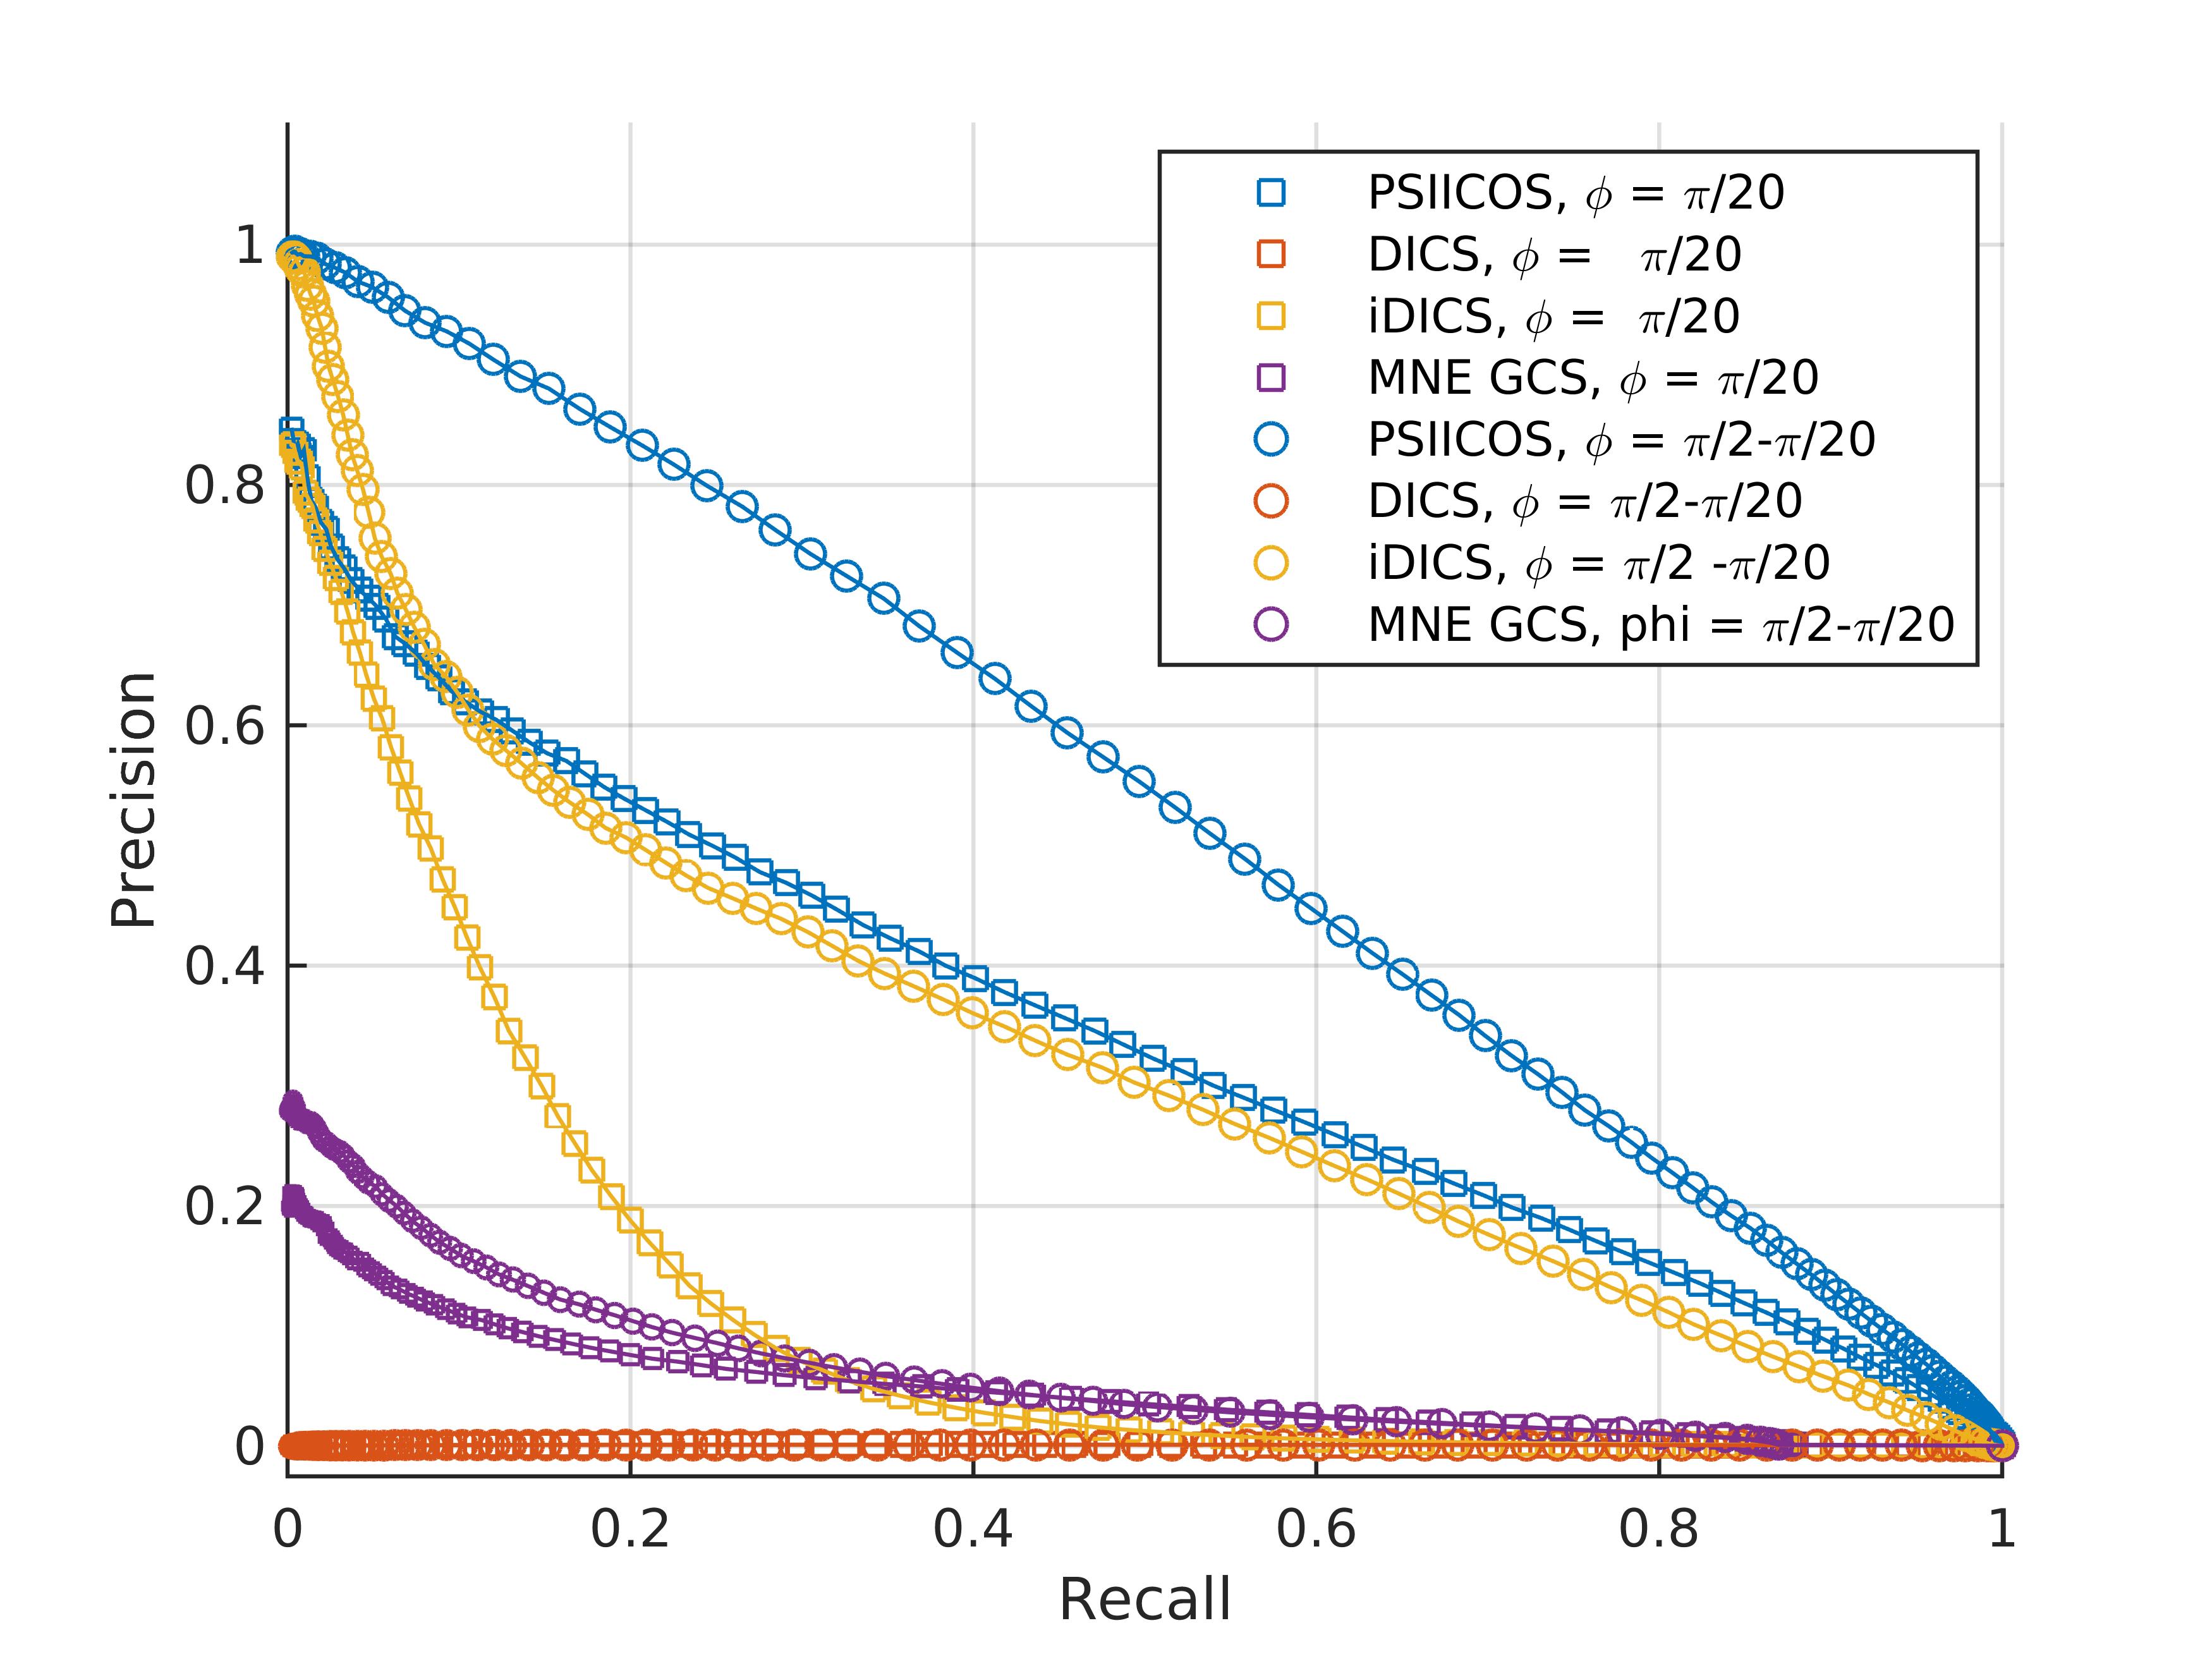 1
0.8
0.6
0.4
0.2
0
Precision
0 0.2 0.4 0.6 0.8 1
Recall
PSIICOS, ϕ = π/20
DICS, ϕ = π/20
iDICS, ϕ = π/20
MNE GCS, ϕ = π/20
PSIICOS, ϕ = π/2-π/20
DICS, ϕ = π/2-π/20
iDICS, ϕ = π/2 -π/20
MNE GCS, phi = π/2-π/20